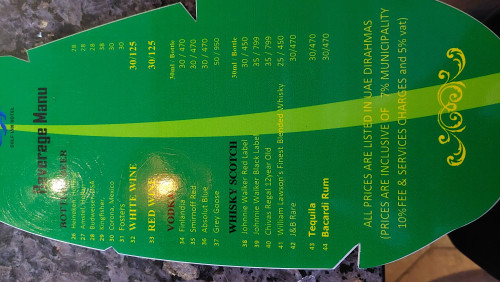 Beverage Manu
BOTTLE BEER
26 Heineken 28
27 Amstel 28
28 Budweiser USA 28
29 Kingfisher 28
30 Corona, Mexico 30
31 Fosters 30
32 WHITE WINE 30/125
33 RED WINE 30/125
VODKA 30ml Bottle
34 Finlandia 30 / 470
35 Smirnoff Red 30 / 470
36 Absolut Blue 30 / 470
37 Grey Goose 50 / 950
WHISKY SCOTCH 30ml Bottle
38 Johnnie Walker Red Label 30 / 450
39 Johnnie Walker Black Label 35 / 799
40 Chivas Regal 12year Old 35 / 799
41 William Lawson's Finest Blended Whisky 25 / 450
42 J&B Rare 30/470
43 Tequila 30/470
44 Bacardi Rum 30/470
ALL PRICES ARE LISTED IN UAE DIRAHMAS
(PRICES ARE INCLUSIVE OF 7% MUNICIPALITY
10% FEE & SERVICES CHARGES and 5% vat)